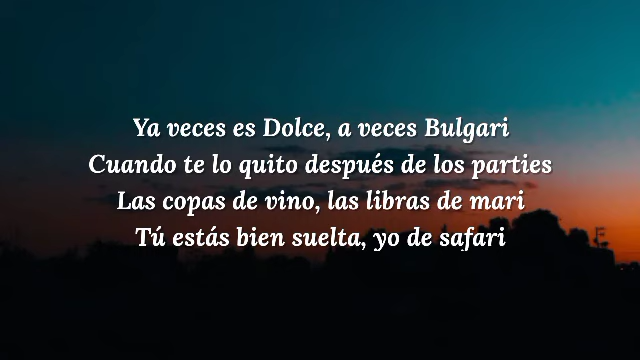 Ya veces es Dolce, a veces Bulgari
Cuando te lo quito después de los parties
Las copas de vino, las libras de mari
Tú estás bien suelta, yo de safari